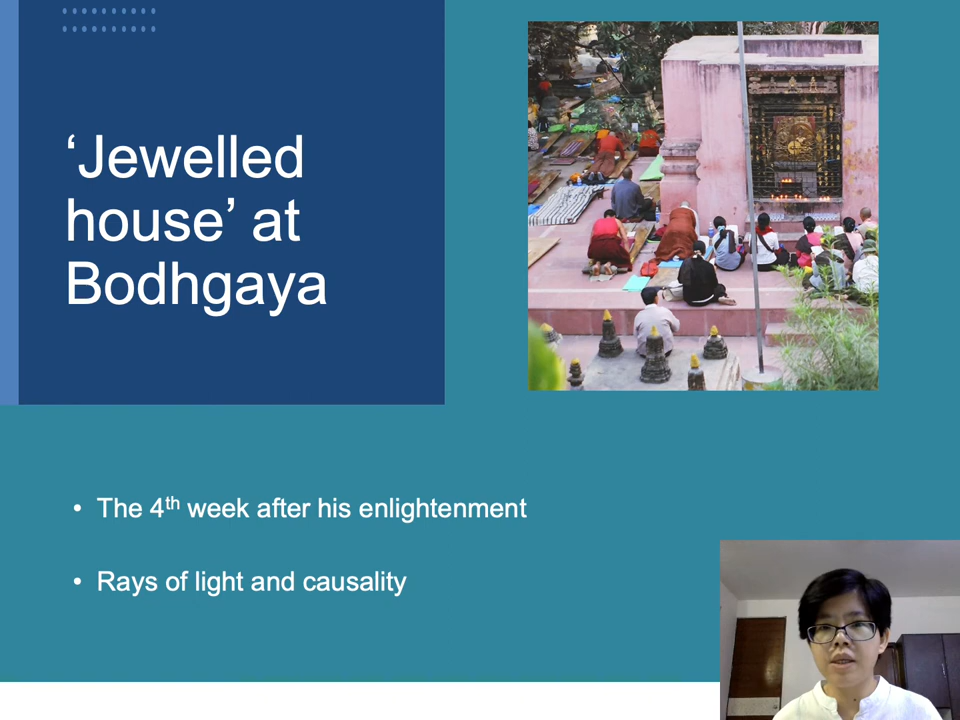 ‘Jewelled
house’ at
Bodhgaya
• The 4th week after his enlightenment
• Rays of light and causality